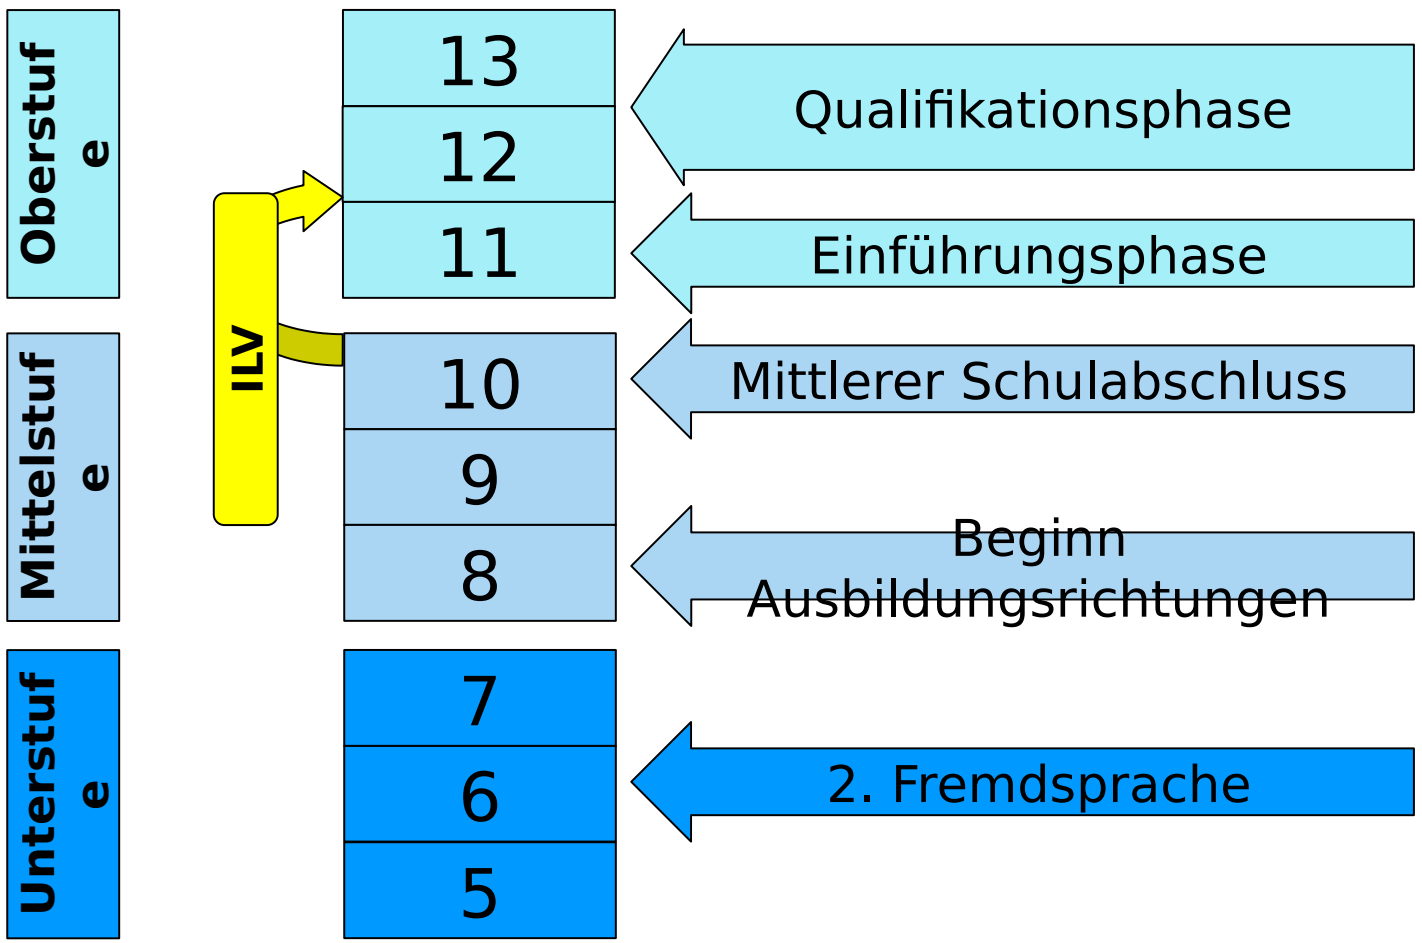 Oberstuf
e
13
12
11
Qualifikationsphase
Einführungsphase
ILV
Mittelstuf
e
10
9
8
Mittlerer Schulabschluss
Beginn
Ausbildungsrichtungen
Unterstuf
e
7
6
5
2. Fremdsprache